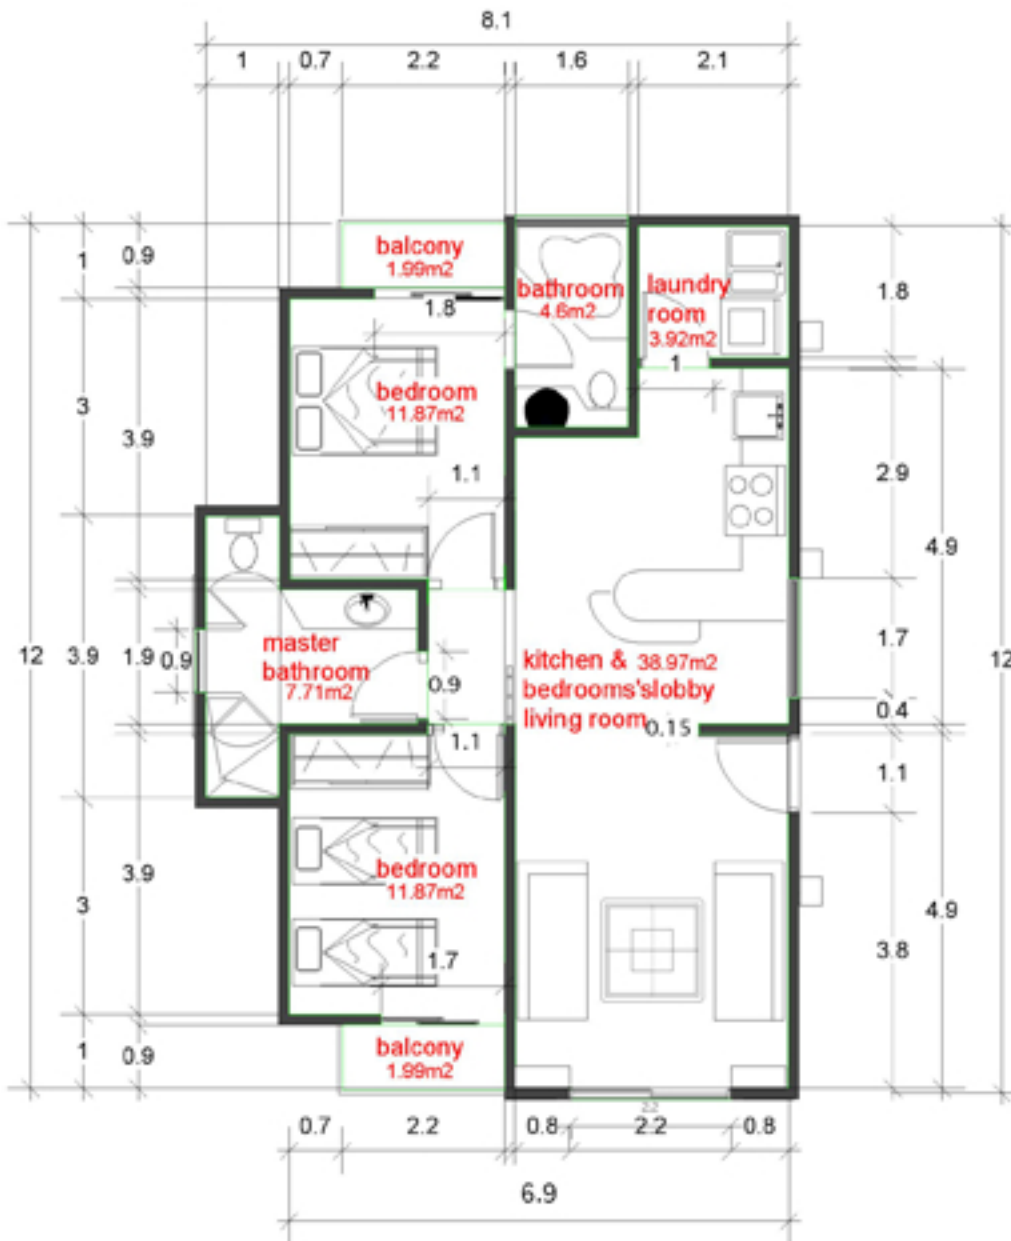 8.1
1 0.7 2.2 1.6 2.1
balcony
1.99m2
1 0.9
1.8
bathroom
4.6m2
laundry
room
3.92m2
1.8
1
3
3.9
bedroom
11.87m2
1.1
2.9
4.9
12 3.9 1.9 0.9
master
bathroom
7.71m2
0.9
kitchen & 38.97m2
bedrooms'slobby
living room
0.15
1.7
0.4
12
1.1
1.1
3.9
3
bedroom
11.87m2
1.7
4.9
3.8
1 0.9
balcony
1.99m2
2.2
0.7 2.2 0.8 2.2 0.8
6.9